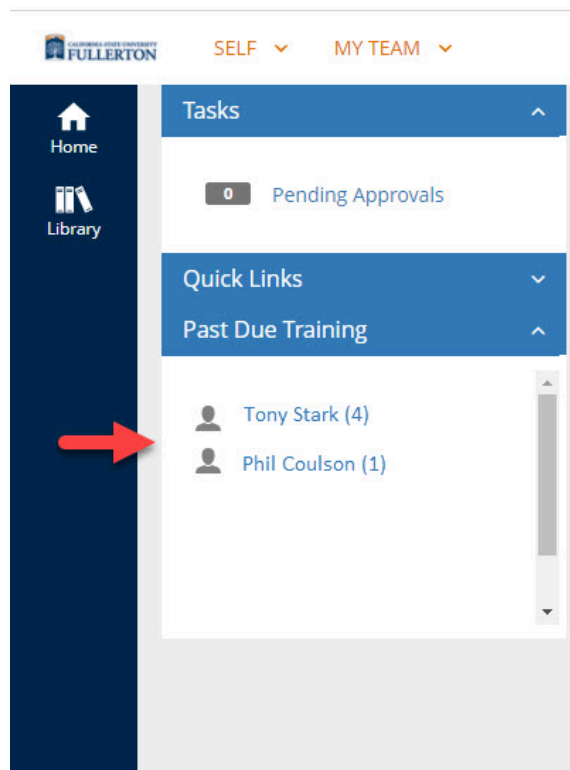 CALIFORNIA STATE UNIVERSITY
FULLERTON
SELF
MY TEAM
Home
Library
Tasks
0 Pending Approvals
Quick Links
Past Due Training
Tony Stark (4)
Phil Coulson (1)